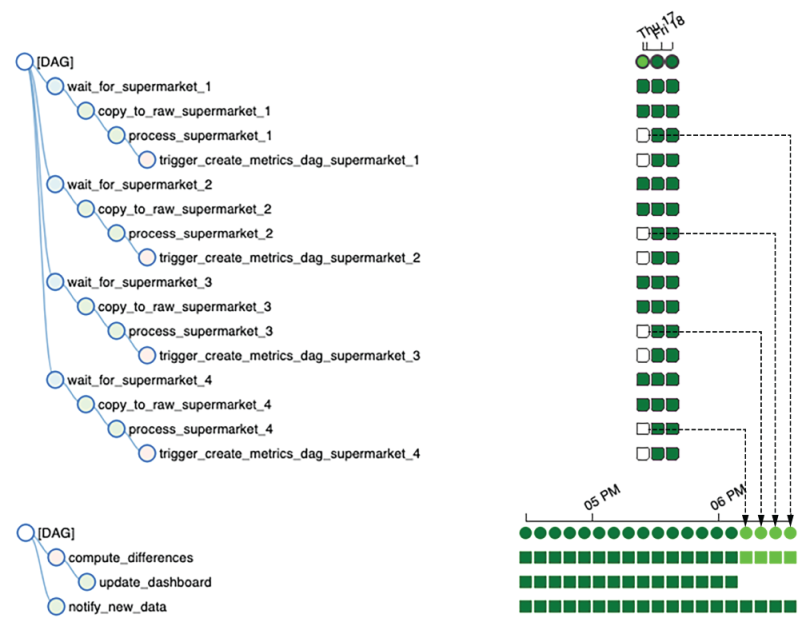 Thu 17
Fri 18
[DAG]
wait_for_supermarket_1
copy_to_raw_supermarket_1
process_supermarket_1
trigger_create_metrics_dag_supermarket_1
wait_for_supermarket_2
copy_to_raw_supermarket_2
process_supermarket_2
trigger_create_metrics_dag_supermarket_2
wait_for_supermarket_3
copy_to_raw_supermarket_3
process_supermarket_3
trigger_create_metrics_dag_supermarket_3
wait_for_supermarket_4
copy_to_raw_supermarket_4
process_supermarket_4
trigger_create_metrics_dag_supermarket_4
05 PM
06 PM
[DAG]
compute_differences
update_dashboard
notify_new_data